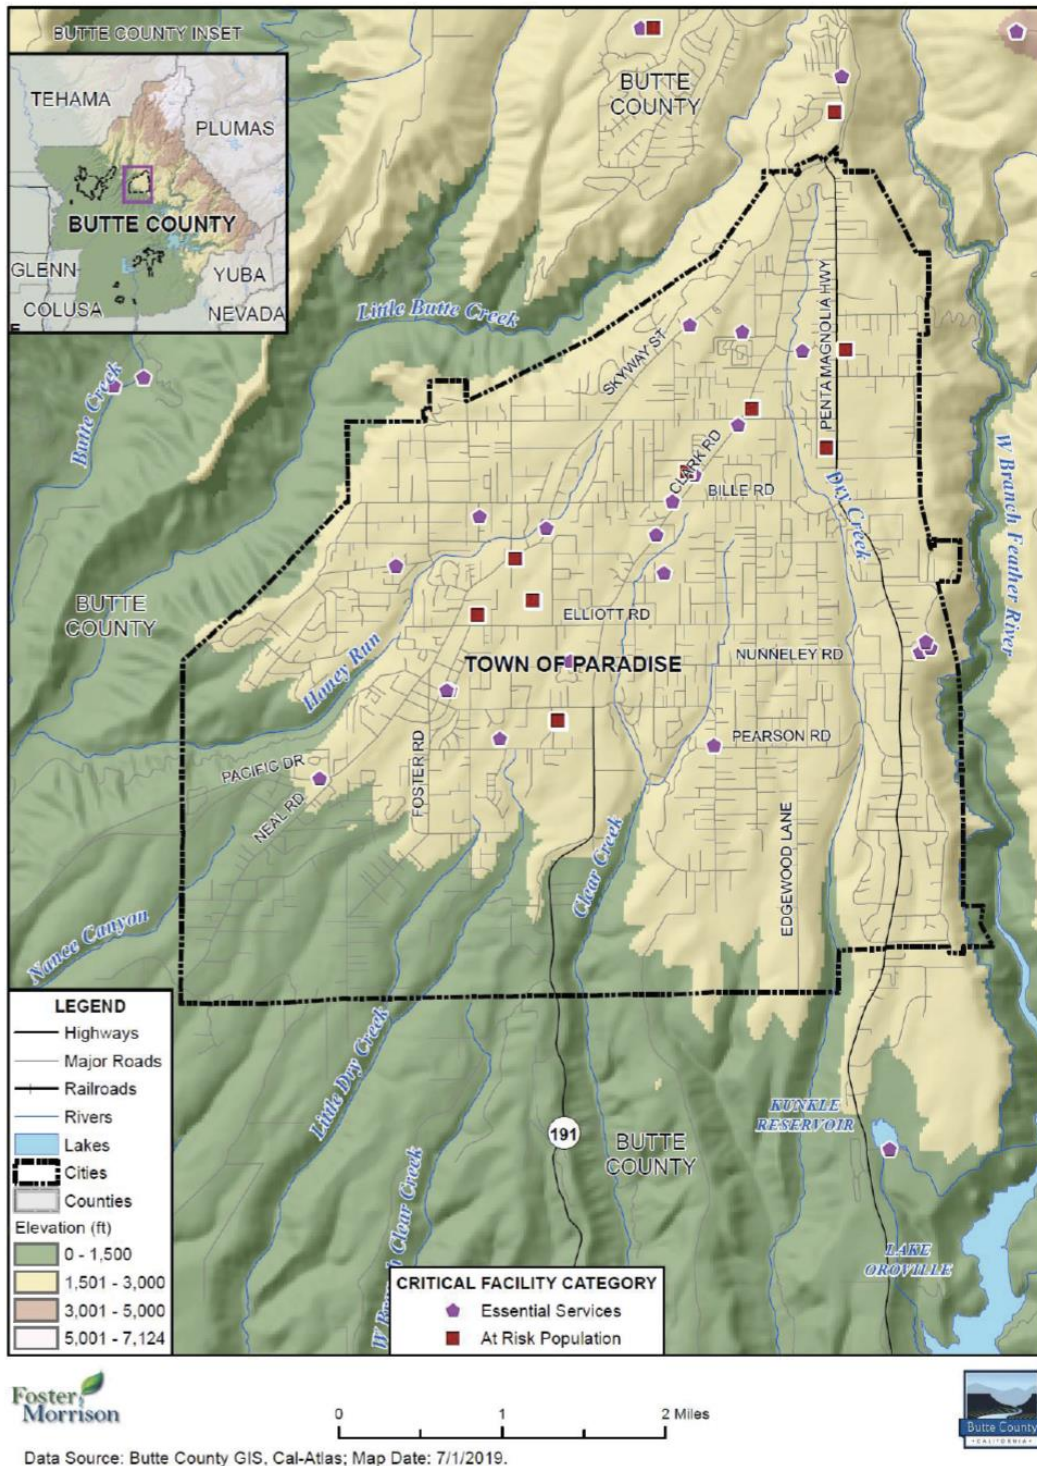 BUTTE COUNTY INSET
TEHAMA
PLUMAS
BUTTE COUNTY
GLENN
COLUSA
YUBA
NEVADA
E
BUTTE
COUNTY
Little Butte Creek
Butte Creek
SKYWAY ST
PENTA MAGNOLIA HWY
CLARK RD
BILLE RD
Dry Creek
W Branch Feather River
BUTTE
COUNTY
ELLIOTT RD
Honey Run
TOWN OF PARADISE
NUNNELEY RD
PEARSON RD
PACIFIC DR
NEAL RD
FOSTER RD
EDGEWOOD LANE
Clear Creek
Nance Canyon
Little Dry Creek
KUNKLE
RESERVOIR
191
BUTTE
COUNTY
Clear Creek
LAKE
OROVILLE
LEGEND
Highways
Major Roads
Railroads
Rivers
Lakes
Cities
Counties
Elevation (ft)
0 - 1,500
1,501 - 3,000
3,001 - 5,000
5,001 - 7,124
CRITICAL FACILITY CATEGORY
Essential Services
At Risk Population
Foster
Morrison
0 1 2 Miles
Butte County
CALIFORNIA
Data Source: Butte County GIS, Cal-Atlas; Map Date: 7/1/2019.